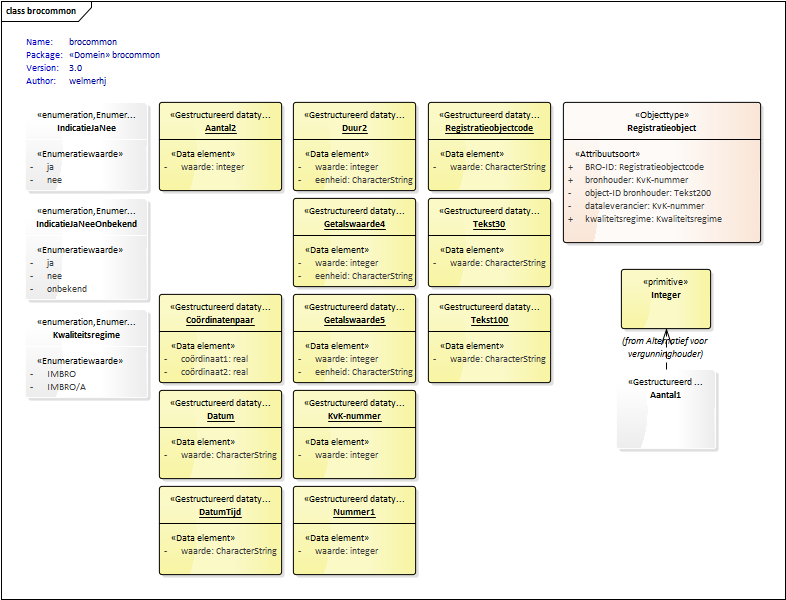 class brocommon
Name: brocommon
Package: «Domein» brocommon
Version: 3.0
Author: welmerhj
«enumeration,Enumer...
IndicatieJaNee
«Enumeratiewaarde»
- ja
- nee
«Gestructureerd dataty...
Aantal2
«Data element»
- waarde: integer
«Gestructureerd dataty...
Duur2
«Data element»
- waarde: integer
- eenheid: CharacterString
«Gestructureerd dataty...
Registratieobjectcode
«Data element»
- waarde: CharacterString
«Objecttype»
Registratieobject
«Attribuutsoort»
+ BRO-ID: Registratieobjectcode
+ bronhouder: KvK-nummer
- object-ID bronhouder: Tekst200
- dataleverancier: KvK-nummer
+ kwaliteitsregime: Kwaliteitsregime
«enumeration,Enumer...
IndicatieJaNeeOnbekend
«Enumeratiewaarde»
- ja
- nee
- onbekend
«Gestructureerd dataty...
Getalswaarde4
«Data element»
- waarde: integer
- eenheid: CharacterString
«Gestructureerd dataty...
Tekst30
«Data element»
- waarde: CharacterString
«primitive»
Integer
(from Alternatief voor
vergunninghouder)
«enumeration,Enumer...
Kwaliteitsregime
«Enumeratiewaarde»
- IMBRO
- IMBRO/A
«Gestructureerd dataty...
Coördinatenpaar
«Data element»
- coördinaat1: real
- coördinaat2: real
«Gestructureerd dataty...
Getalswaarde5
«Data element»
- waarde: integer
- eenheid: CharacterString
«Gestructureerd dataty...
Tekst100
«Data element»
- waarde: CharacterString
«Gestructureerd ...
Aantal1
«Gestructureerd dataty...
Datum
«Data element»
- waarde: CharacterString
«Gestructureerd dataty...
KvK-nummer
«Data element»
- waarde: integer
«Gestructureerd dataty...
DatumTijd
«Data element»
- waarde: CharacterString
«Gestructureerd dataty...
Nummer1
«Data element»
- waarde: integer